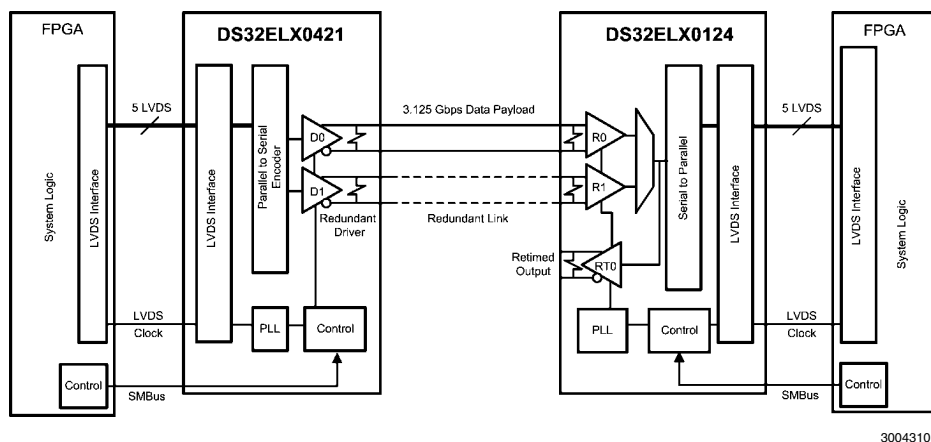 FPGA
DS32ELX0421
DS32ELX0124
FPGA
5 LVDS
3.125 Gbps Data Payload
5 LVDS
System Logic
LVDS Interface
LVDS Interface
Parallel to Serial
Encoder
D0
D1
Redundant
Driver
Redundant Link
R0
R1
RT0
Retimed
Output
Serial to Parallel
LVDS Interface
LVDS Interface
System Logic
LVDS
Clock
PLL
Control
PLL
Control
LVDS
Clock
Control
SMBus
SMBus
Control
3004310